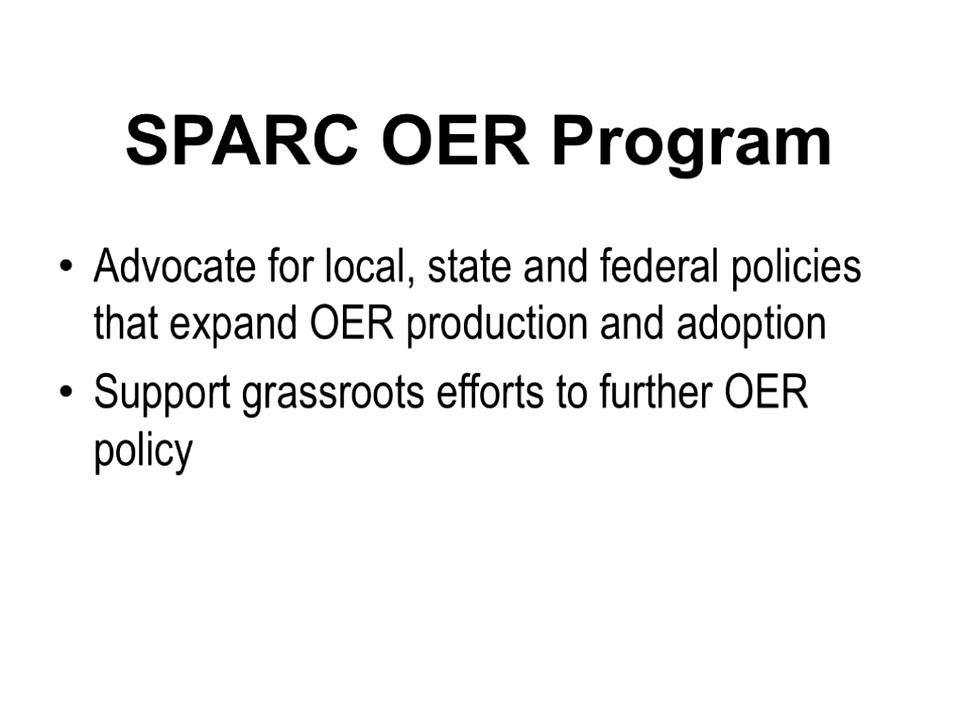 SPARC OER Program
• Advocate for local, state and federal policies
that expand OER production and adoption
• Support grassroots efforts to further OER
policy